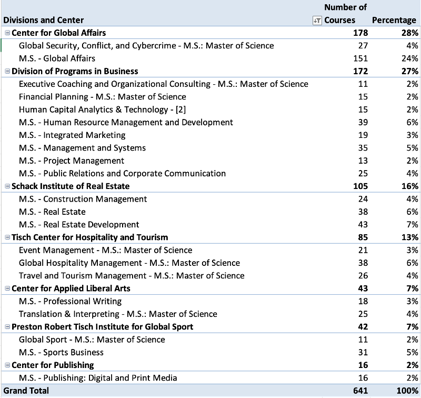 Divisions and Center Number of Courses Percentage
Center for Global Affairs 178 28%
Global Security, Conflict, and Cybercrime - M.S.: Master of Science 27 4%
M.S. - Global Affairs 151 24%
Division of Programs in Business 172 27%
Executive Coaching and Organizational Consulting - M.S.: Master of Science 11 2%
Financial Planning - M.S.: Master of Science 15 2%
Human Capital Analytics & Technology - [2] 15 2%
M.S. - Human Resource Management and Development 39 6%
M.S. - Integrated Marketing 19 3%
M.S. - Management and Systems 35 5%
M.S. - Project Management 13 2%
M.S. - Public Relations and Corporate Communication 25 4%
Schack Institute of Real Estate 105 16%
M.S. - Construction Management 24 4%
M.S. - Real Estate 38 6%
M.S. - Real Estate Development 43 7%
Tisch Center for Hospitality and Tourism 85 13%
Event Management - M.S.: Master of Science 21 3%
Global Hospitality Management - M.S.: Master of Science 38 6%
Travel and Tourism Management - M.S.: Master of Science 26 4%
Center for Applied Liberal Arts 43 7%
M.S. - Professional Writing 18 3%
Translation & Interpreting - M.S.: Master of Science 25 4%
Preston Robert Tisch Institute for Global Sport 42 7%
Global Sport - M.S.: Master of Science 11 2%
M.S. - Sports Business 31 5%
Center for Publishing 16 2%
M.S. - Publishing: Digital and Print Media 16 2%
Grand Total 641 100%